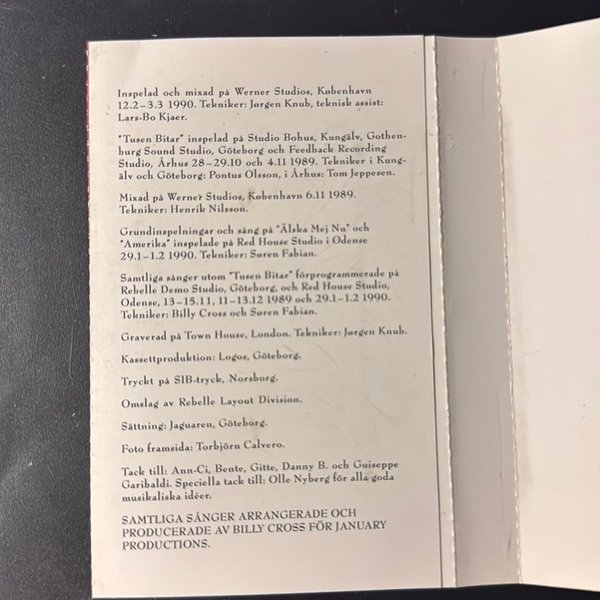 Inspelad och mixad på Werner Studios, København
12.2–3.3 1990. Tekniker: Jørgen Knub, teknisk assist:
Lars-Bo Kjaer.
"Tusen Bitar" inspelad på Studio Bohus, Kungälv, Gothen-
burg Sound Studio, Göteborg och Feedback Recording
Studio, Århus 28–29.10 och 4.11 1989. Tekniker i Kung-
älv och Göteborg: Pontus Olsson, i Århus: Tom Jeppesen.
Mixad på Werner Studios, København 6.11 1989.
Tekniker: Henrik Nilsson.
Grundinspelningar och sång på "Älska Mej Nu" och
"Amerika" inspelade på Red House Studio i Odense
29.1–1.2 1990. Tekniker: Søren Fabian.
Samtliga sånger utom "Tusen Bitar" förprogrammerade på
Rebelle Demo Studio, Göteborg, och Red House Studio,
Odense, 13–15.11, 11–13.12 1989 och 29.1–1.2 1990.
Tekniker: Billy Cross och Søren Fabian.
Graverad på Town House, London. Tekniker: Jørgen Knub.
Kassettproduktion: Logos, Göteborg.
Tryckt på SIB-tryck, Norsborg.
Omslag av Rebelle Layout Division.
Sättning: Jaguaren, Göteborg.
Foto framsida: Torbjörn Calvero.
Tack till: Ann-Ci, Bente, Gitte, Danny B. och Guiseppe
Garibaldi. Speciella tack till: Olle Nyberg för alla goda
musikaliska idéer.
SAMTLIGA SÅNGER ARRANGERADE OCH
PRODUCERADE AV BILLY CROSS FÖR JANUARY
PRODUCTIONS.